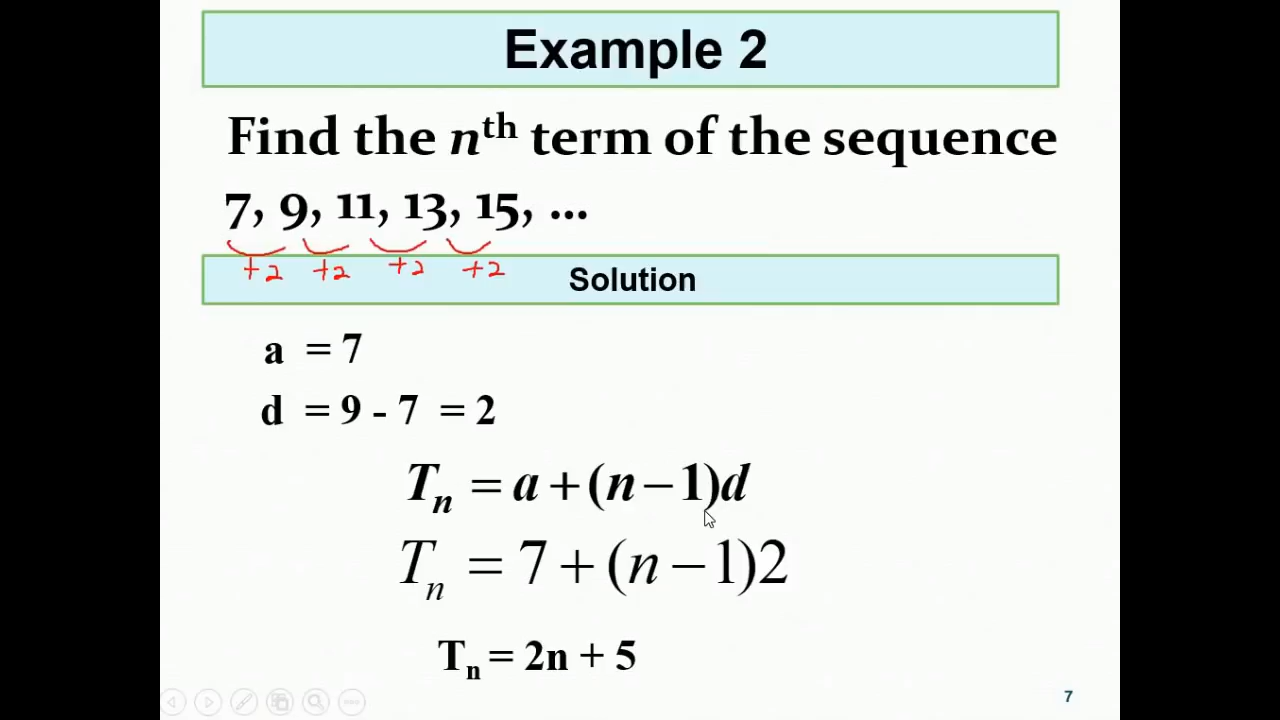 Example 2
Find the nth term of the sequence
7, 9, 11, 13, 15, ...
+2 +2 +2 +2
Solution
a = 7
d = 9 - 7 = 2
Tn = a + (n − 1)d
Tn = 7 + (n − 1)2
Tn = 2n + 5
7